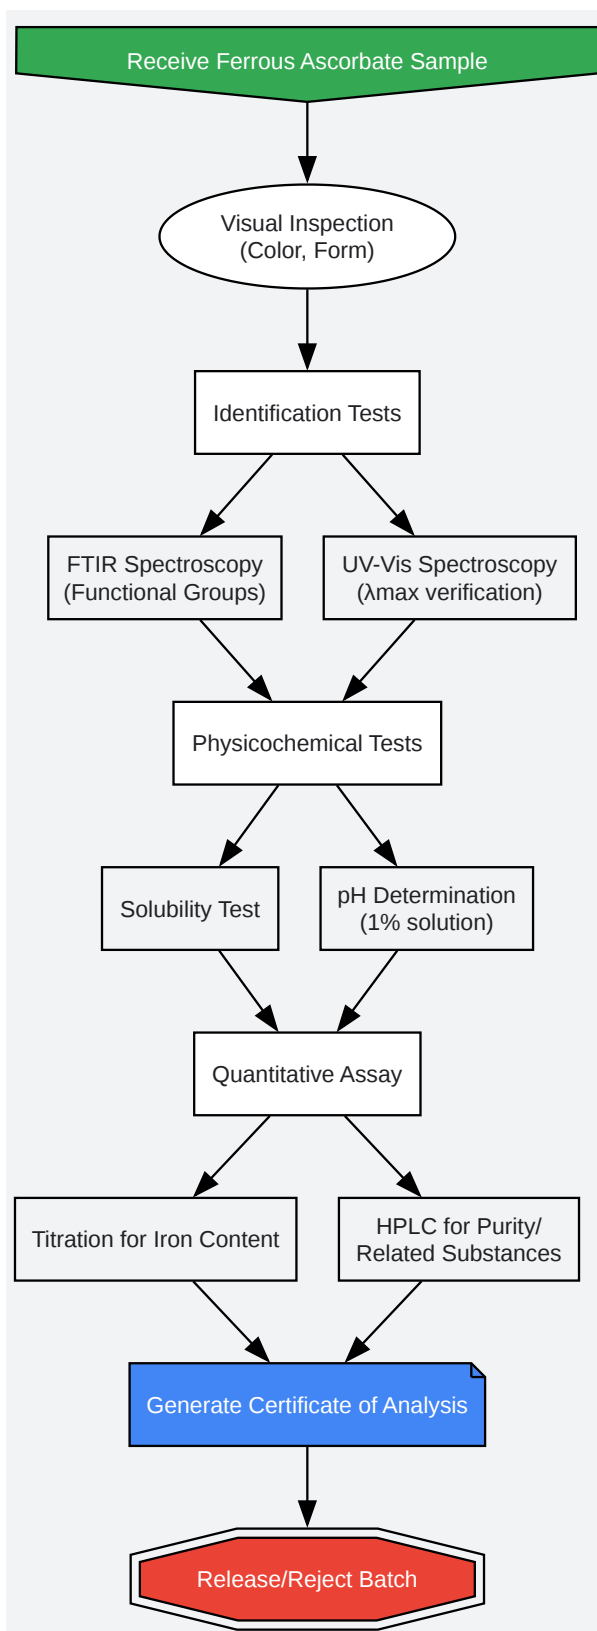 Receive Ferrous Ascorbate Sample
Visual Inspection
(Color, Form)
Identification Tests
FTIR Spectroscopy
(Functional Groups)
UV-Vis Spectroscopy
(λmax verification)
Physicochemical Tests
Solubility Test
pH Determination
(1% solution)
Quantitative Assay
Titration for Iron Content
HPLC for Purity/
Related Substances
Generate Certificate of Analysis
Release/Reject Batch